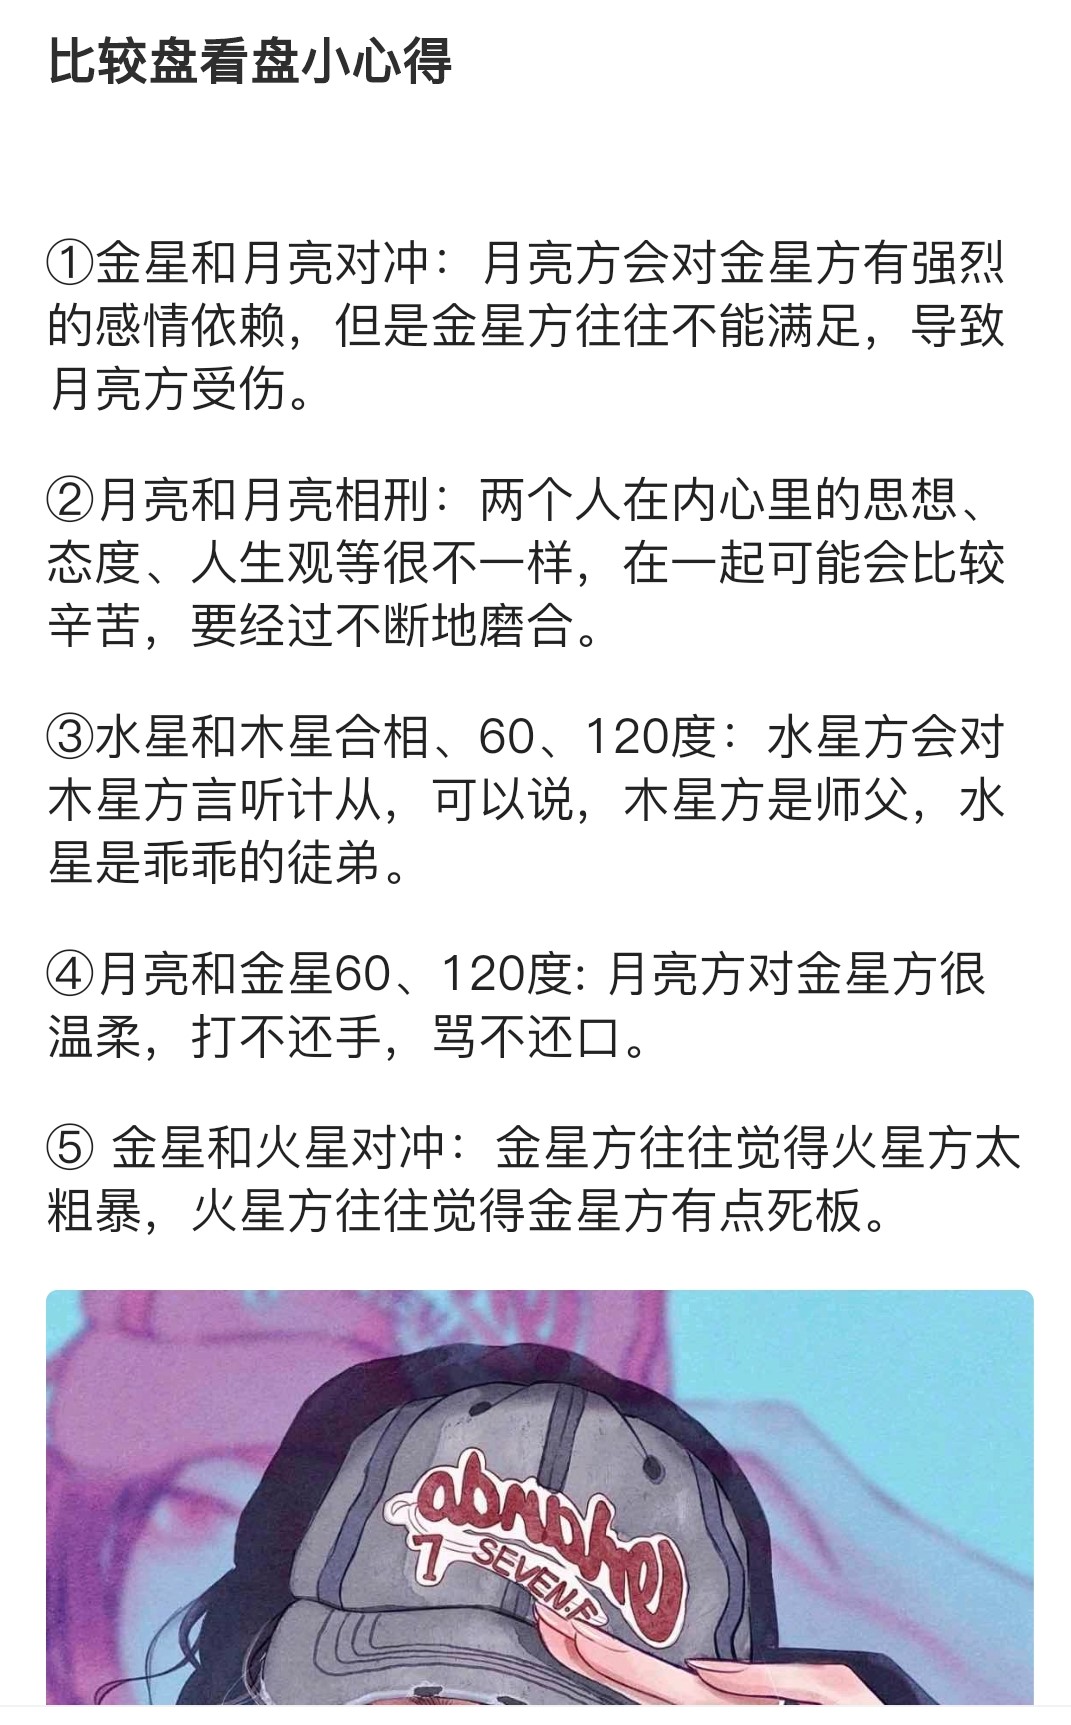 比较盘看盘小心得
①金星和月亮对冲：月亮方会对金星方有强烈
的感情依赖，但是金星方往往不能满足，导致
月亮方受伤。
②月亮和月亮相刑：两个人在内心里的思想、
态度、人生观等很不一样，在一起可能会比较
辛苦，要经过不断地磨合。
③水星和木星合相、60、120度：水星方会对
木星方言听计从，可以说，木星方是师父，水
星是乖乖的徒弟。
④月亮和金星60、120度: 月亮方对金星方很
温柔，打不还手，骂不还口。
⑤ 金星和火星对冲：金星方往往觉得火星方太
粗暴，火星方往往觉得金星方有点死板。
7 SEVEN.F